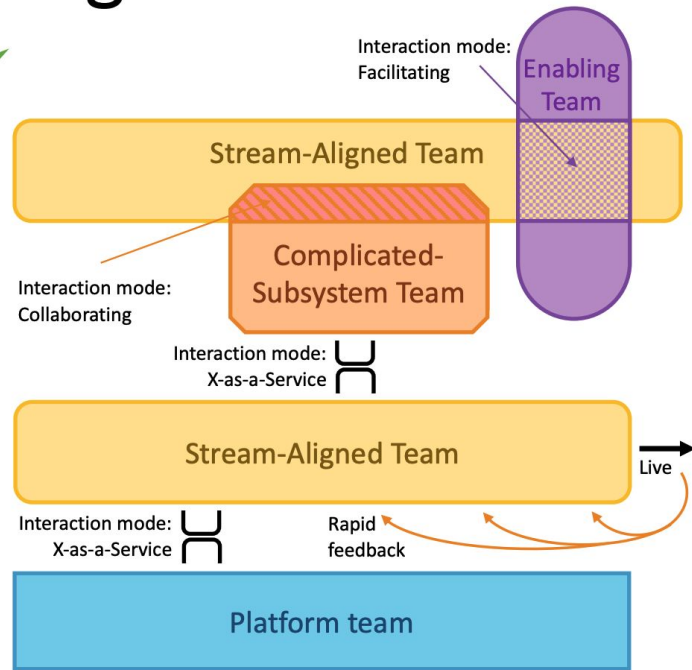 g
Interaction mode:
Facilitating
Enabling
Team
Stream-Aligned Team
Complicated-
Subsystem Team
Interaction mode:
Collaborating
Interaction mode:
X-as-a-Service
Stream-Aligned Team
Live
Interaction mode:
X-as-a-Service
Rapid
feedback
Platform team